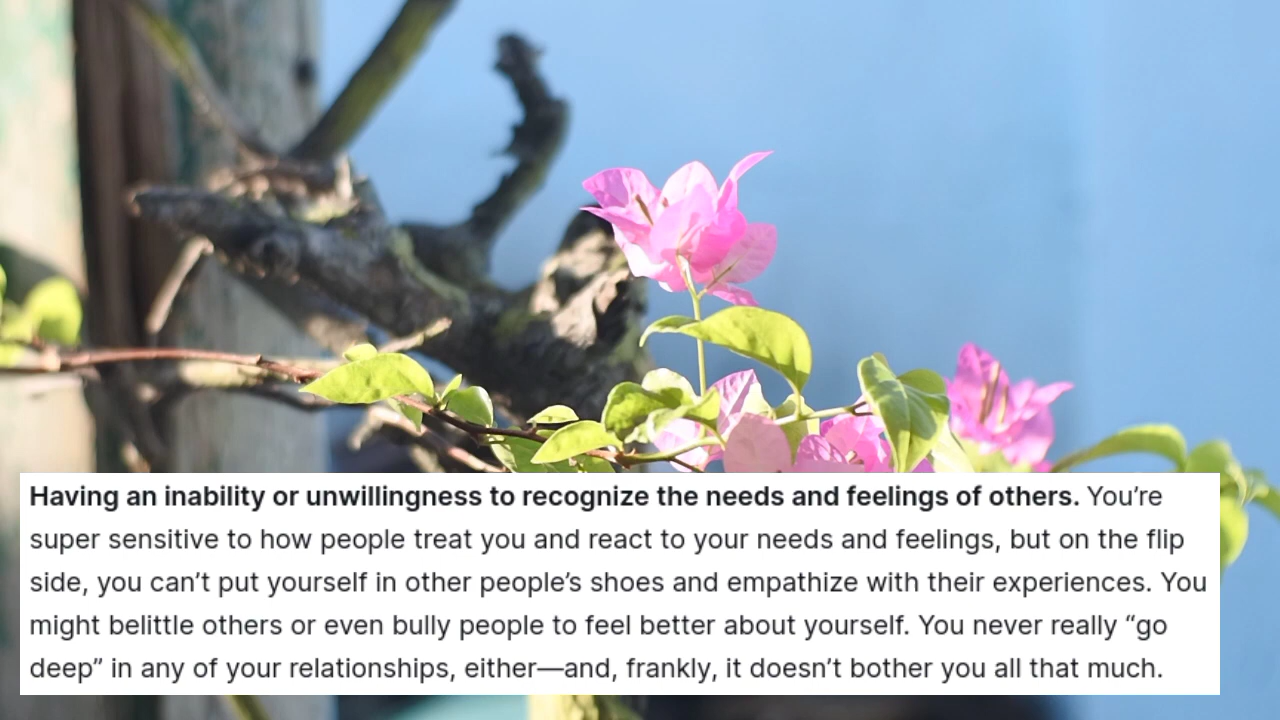 Having an inability or unwillingness to recognize the needs and feelings of others. You’re
super sensitive to how people treat you and react to your needs and feelings, but on the flip
side, you can’t put yourself in other people’s shoes and empathize with their experiences. You
might belittle others or even bully people to feel better about yourself. You never really “go
deep” in any of your relationships, either—and, frankly, it doesn’t bother you all that much.